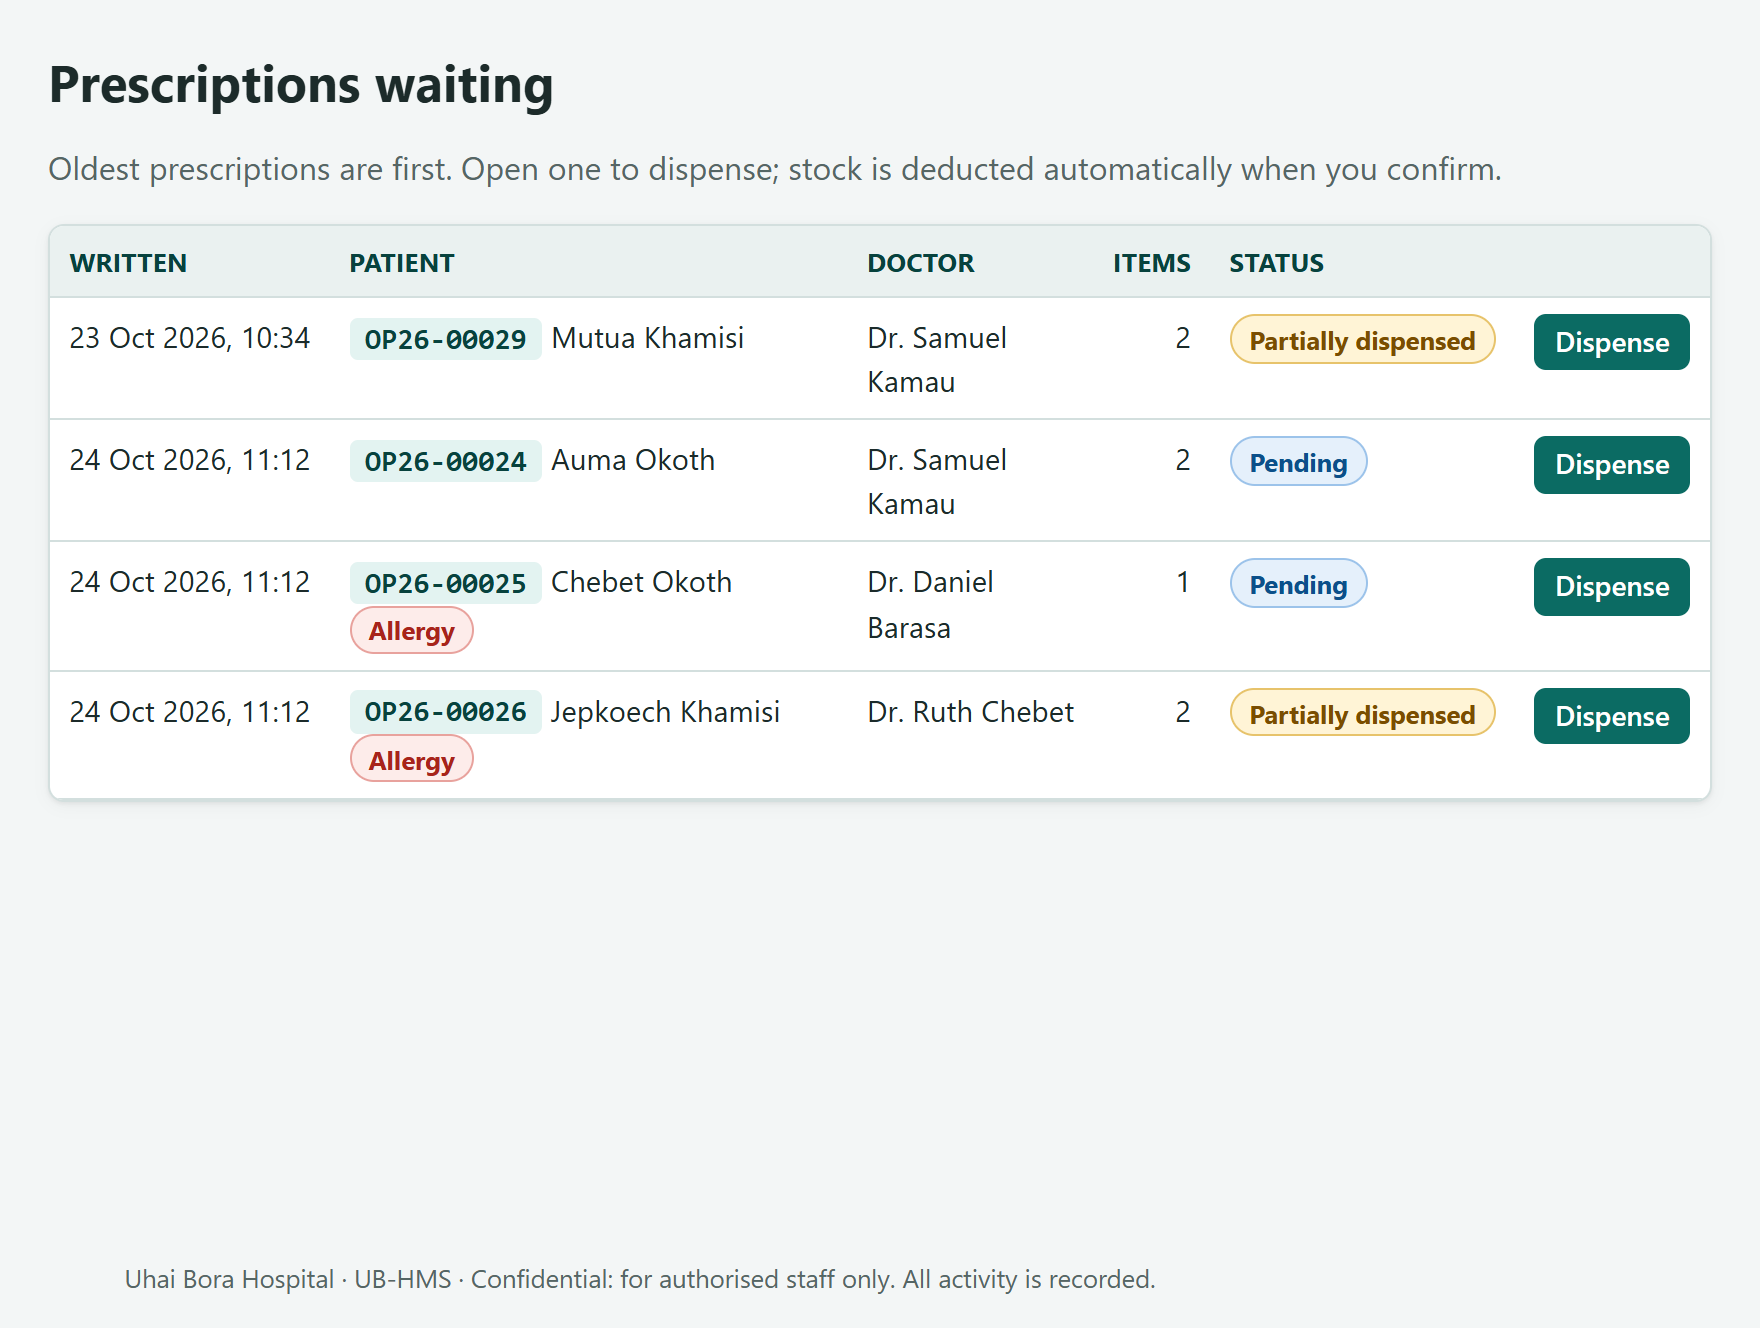 Prescriptions waiting
Oldest prescriptions are first. Open one to dispense; stock is deducted automatically when you confirm.
WRITTEN PATIENT DOCTOR ITEMS STATUS
23 Oct 2026, 10:34 OP26-00029 Mutua Khamisi Dr. Samuel 2 Partially dispensed Dispense
Kamau
24 Oct 2026, 11:12 OP26-00024 Auma Okoth Dr. Samuel 2 Pending Dispense
Kamau
24 Oct 2026, 11:12 OP26-00025 Chebet Okoth Dr. Daniel 1 Pending Dispense
Allergy Barasa
24 Oct 2026, 11:12 OP26-00026 Jepkoech Khamisi Dr. Ruth Chebet 2 Partially dispensed Dispense
Allergy
Uhai Bora Hospital · UB-HMS · Confidential: for authorised staff only. All activity is recorded.